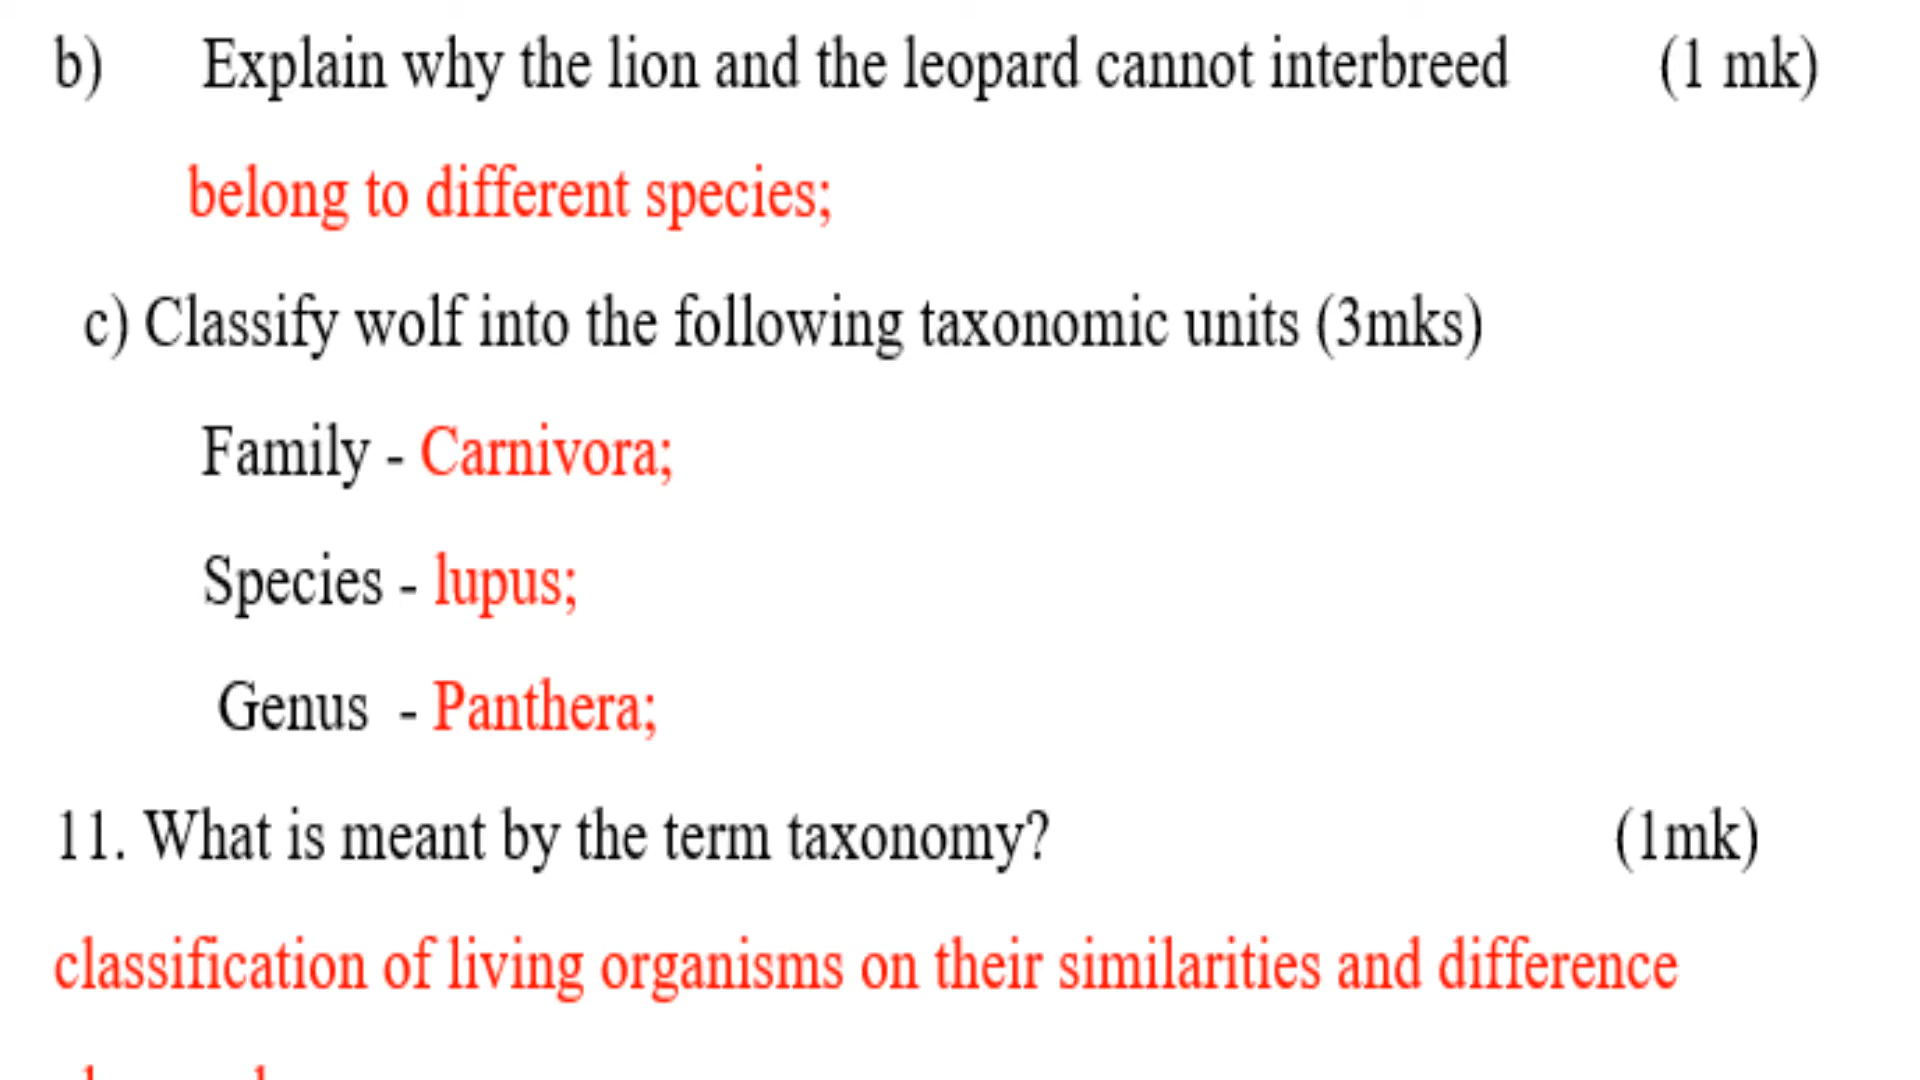 b) Explain why the lion and the leopard cannot interbreed (1 mk)
belong to different species;
c) Classify wolf into the following taxonomic units (3mks)
Family - Carnivora;
Species - lupus;
Genus - Panthera;
11. What is meant by the term taxonomy? (1mk)
classification of living organisms on their similarities and difference